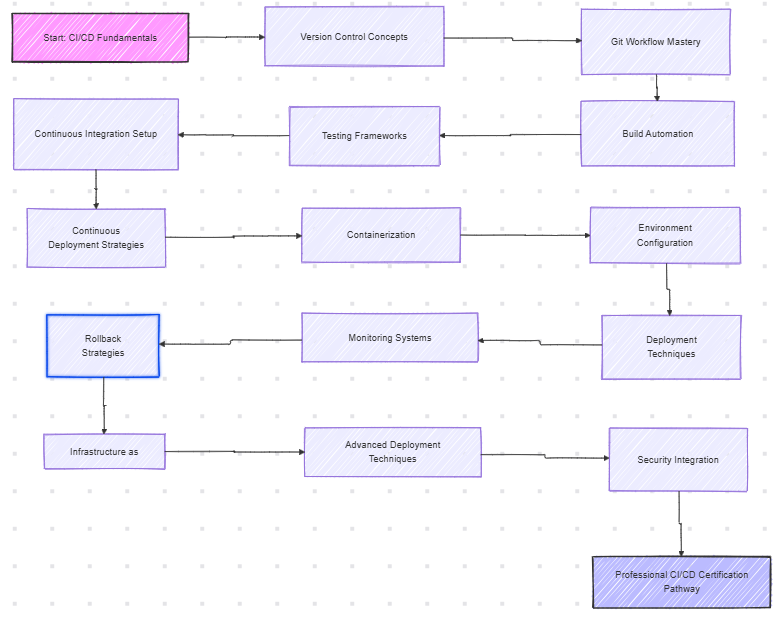 Start: CI/CD Fundamentals
Version Control Concepts
Git Workflow Mastery
Build Automation
Testing Frameworks
Continuous Integration Setup
Continuous
Deployment Strategies
Containerization
Environment
Configuration
Deployment
Techniques
Monitoring Systems
Rollback
Strategies
Infrastructure as
Advanced Deployment
Techniques
Security Integration
Professional CI/CD Certification
Pathway